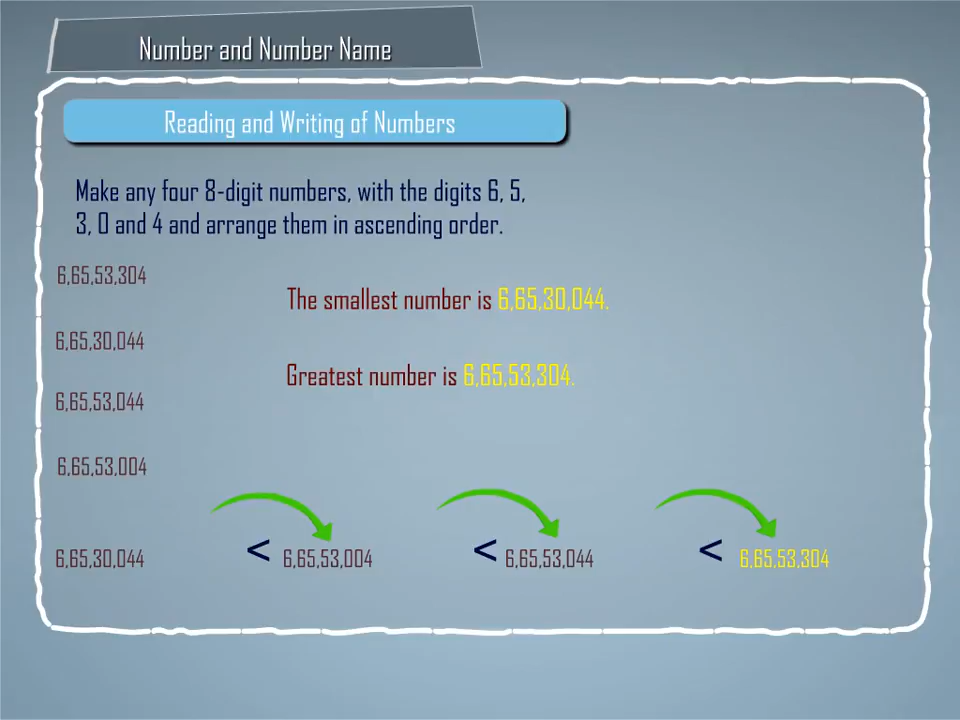 Number and Number Name
Reading and Writing of Numbers
Make any four 8-digit numbers, with the digits 6, 5,
3, 0 and 4 and arrange them in ascending order.
6,65,53,304
The smallest number is 6,65,30,044.
6,65,30,044
Greatest number is 6,65,53,304.
6,65,53,044
6,65,53,004
6,65,30,044 < 6,65,53,004 < 6,65,53,044 < 6,65,53,304